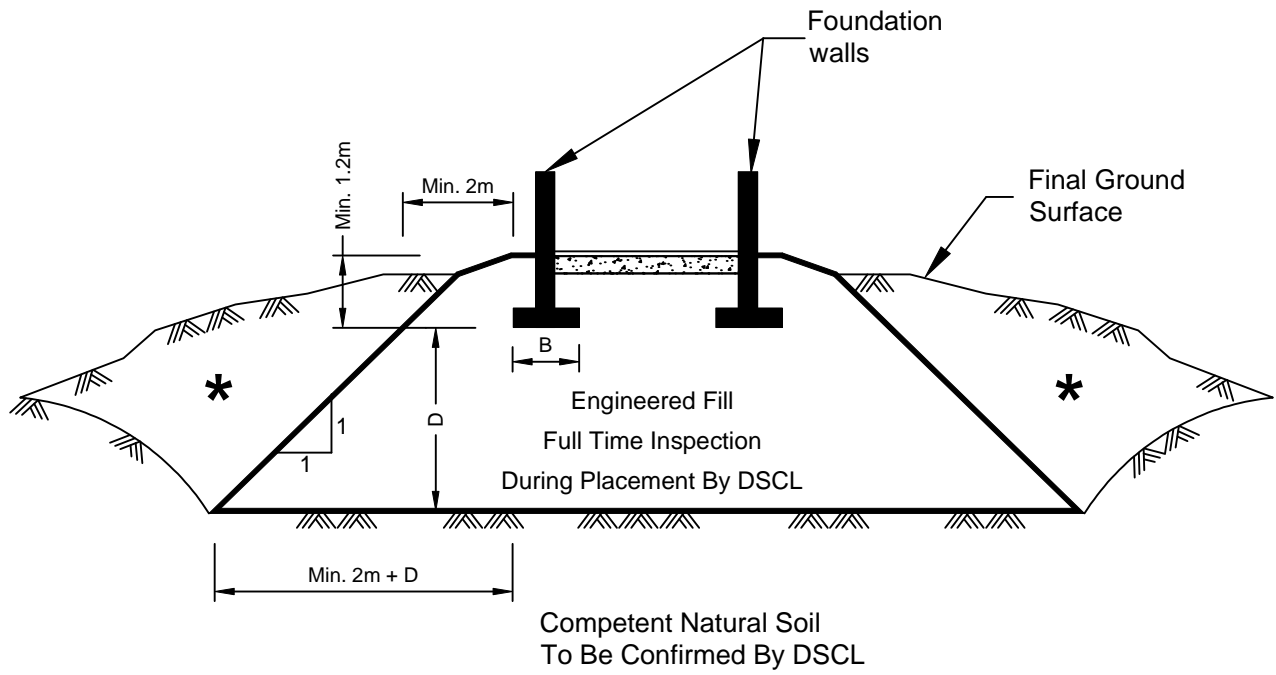 Foundation
walls
Min. 1.2m
Min. 2m
Final Ground
Surface
B
*
*
Engineered Fill
D
1
Full Time Inspection
1
During Placement By DSCL
Min. 2m + D
Competent Natural Soil
To Be Confirmed By DSCL